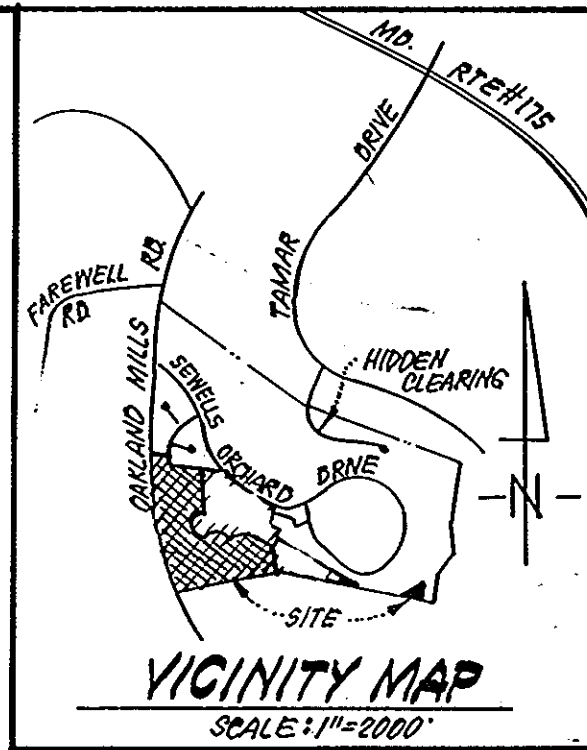 MD.
RTE#175
DRIVE
TAMAR
FAREWELL
RD.
OAKLAND MILLS RD.
HIDDEN
CLEARING
SEWELLS ORCHARD DRNE
-N-
SITE
VICINITY MAP
SCALE: 1"=2000'